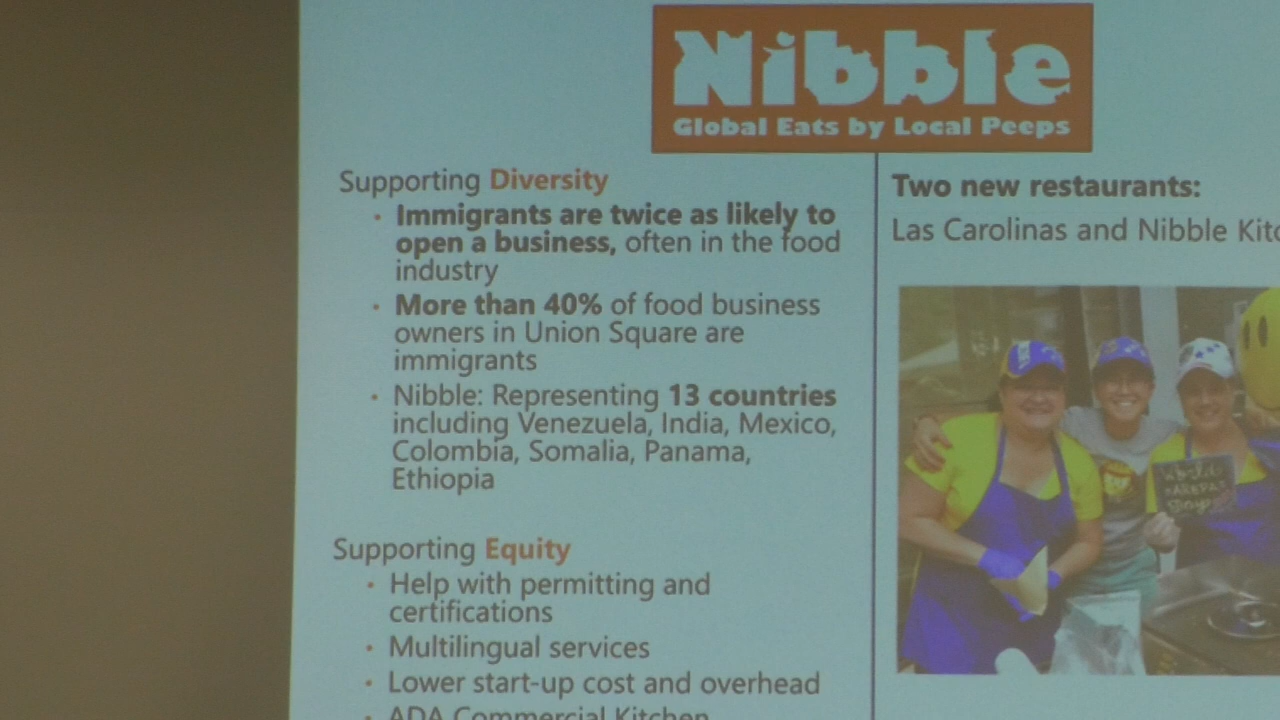 Nibble
Global Eats by Local Peeps
Supporting Diversity
• Immigrants are twice as likely to
open a business, often in the food
industry
• More than 40% of food business
owners in Union Square are
immigrants
• Nibble: Representing 13 countries
including Venezuela, India, Mexico,
Colombia, Somalia, Panama,
Ethiopia
Supporting Equity
• Help with permitting and
certifications
• Multilingual services
• Lower start-up cost and overhead
• ADA Commercial Kitchen
Two new restaurants:
Las Carolinas and Nibble